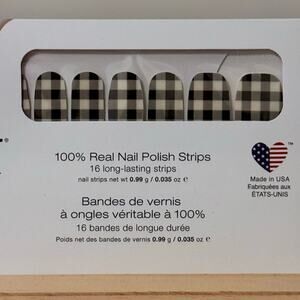 100% Real Nail Polish Strips
16 long-lasting strips
nail strips net wt 0.99 g / 0.035 oz ℮
Bandes de vernis
à ongles véritable à 100%
16 bandes de longue durée
Poids net des bandes de vernis 0.99 g / 0.035 oz ℮
™
Made in USA
Fabriquées aux
ÉTATS-UNIS